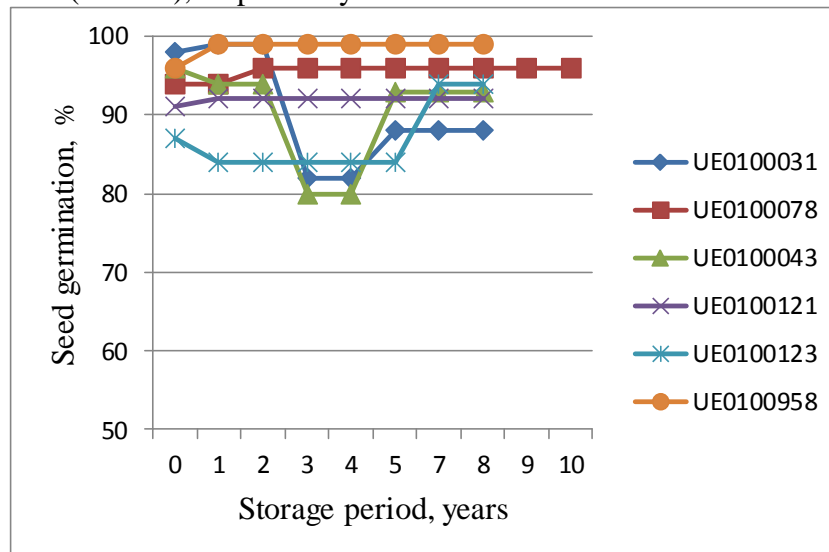 respectively
100
90
80
70
60
50
Seed germination, %
0 1 2 3 4 5 7 8 9 10
Storage period, years
UE0100031
UE0100078
UE0100043
UE0100121
UE0100123
UE0100958